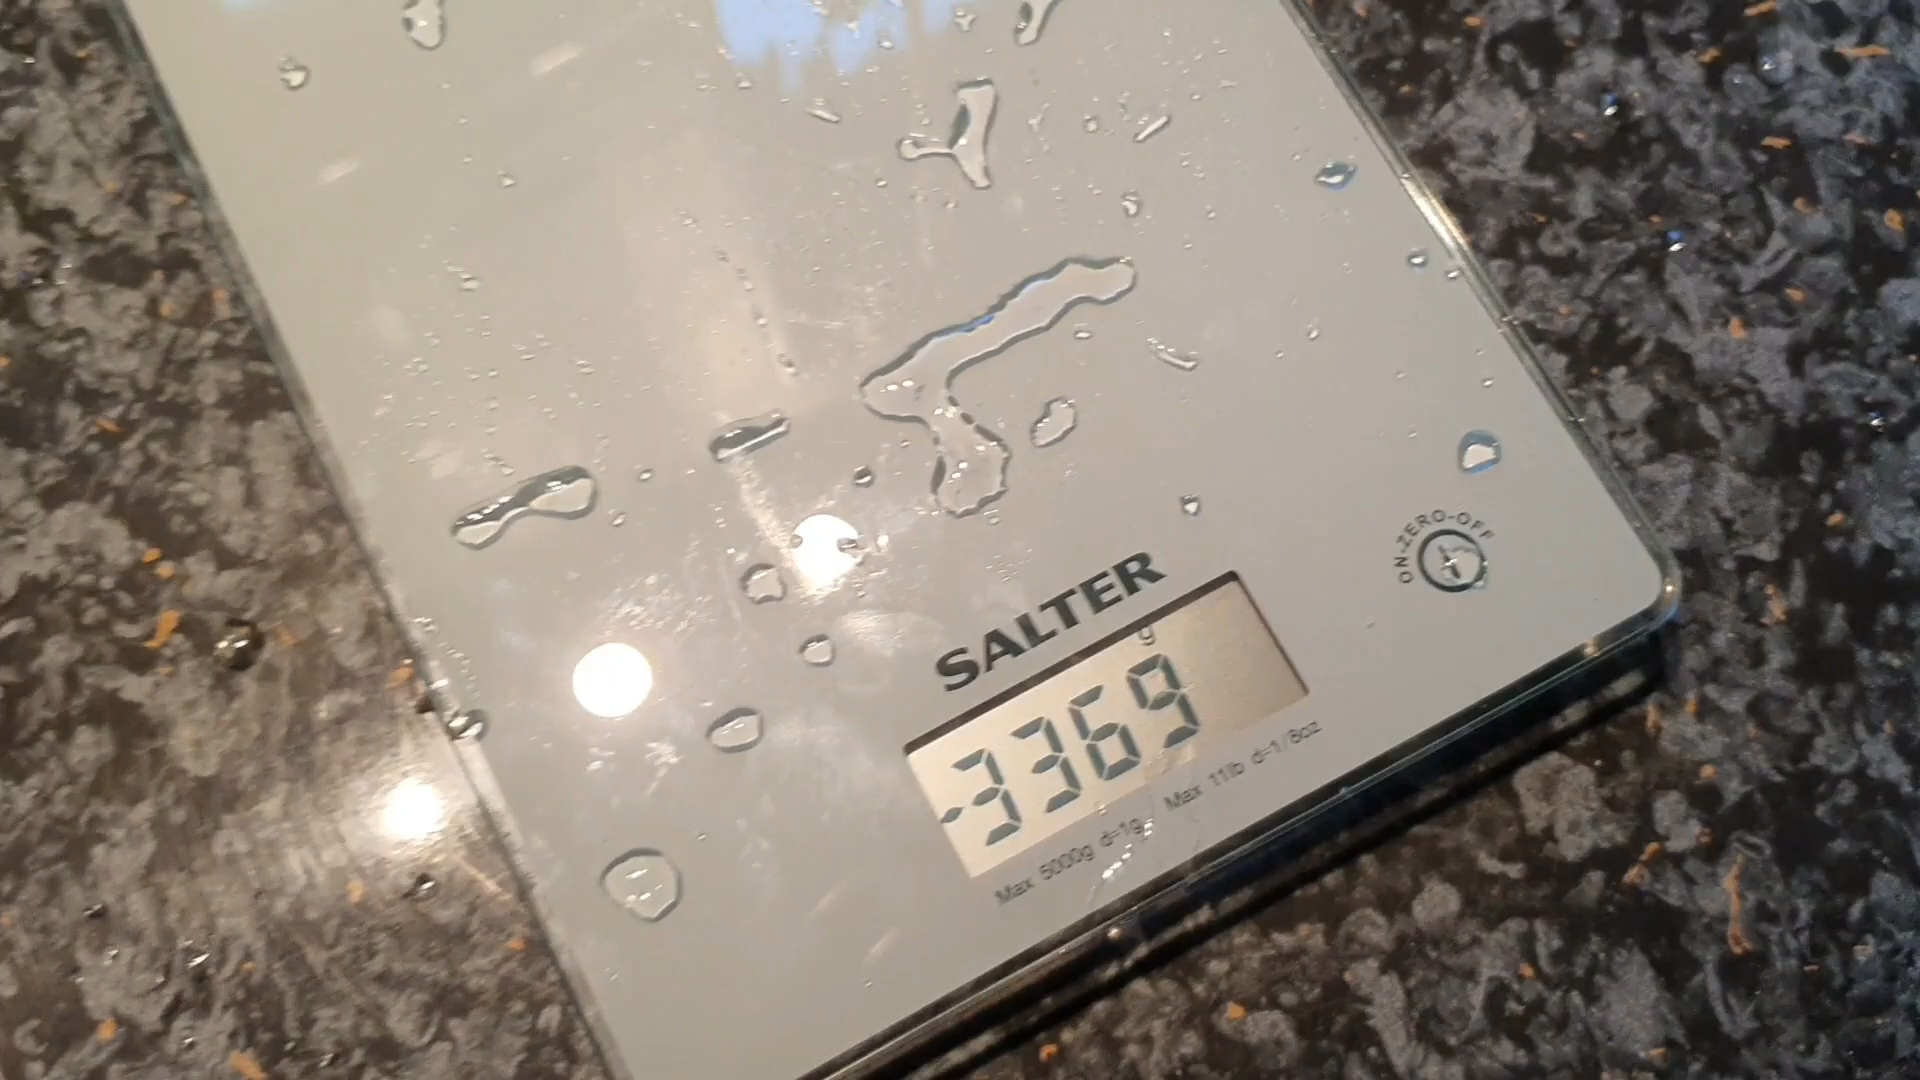 ON-ZERO-OFF
SALTER
g
-3369
Max 5000g d=1g Max 11lb d=1/8oz